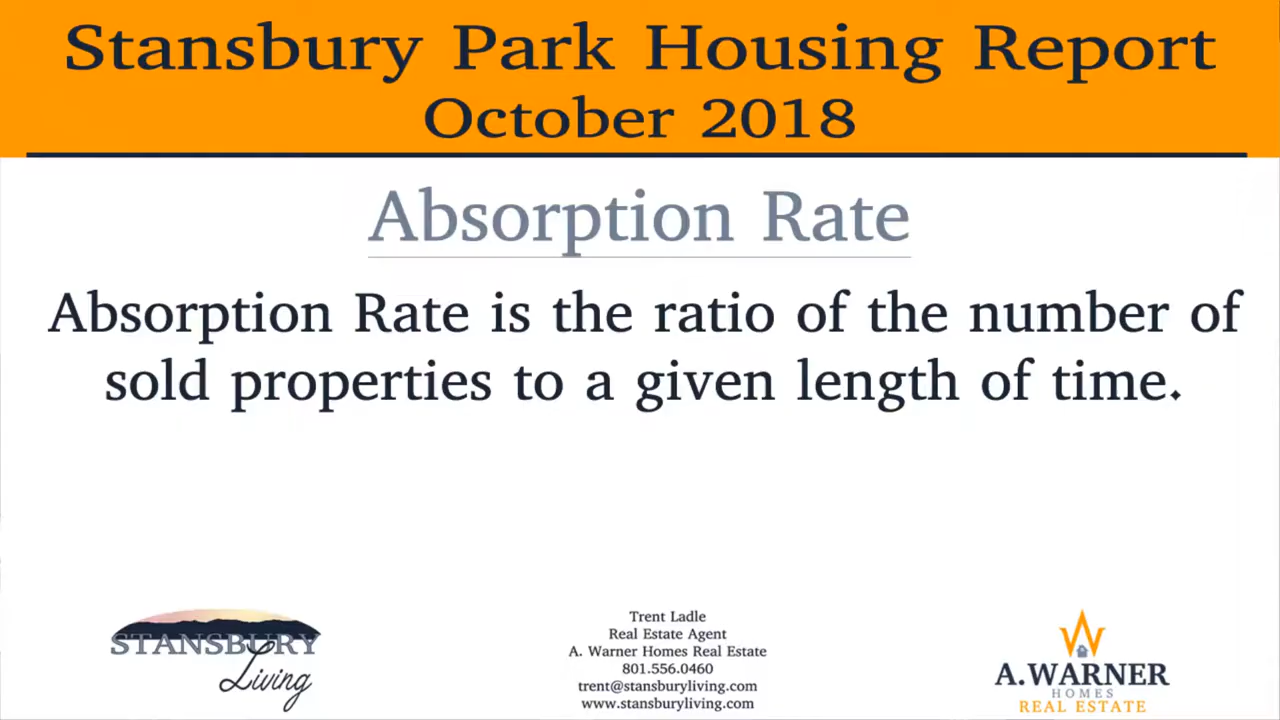 Stansbury Park Housing Report
October 2018
Absorption Rate
Absorption Rate is the ratio of the number of
sold properties to a given length of time.
STANSBURY
Living
Trent Ladle
Real Estate Agent
A. Warner Homes Real Estate
801.556.0460
trent@stansburyliving.com
www.stansburyliving.com
A.WARNER
HOMES
REAL ESTATE